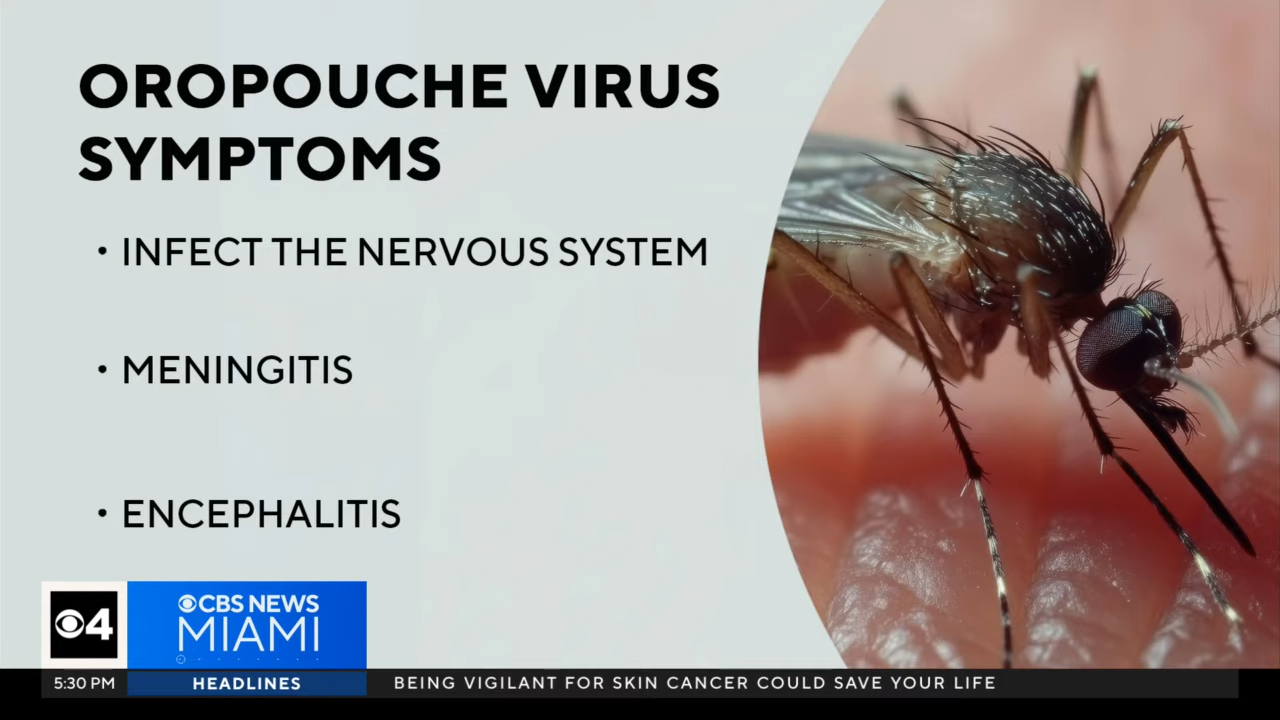 OROPOUCHE VIRUS
SYMPTOMS
• INFECT THE NERVOUS SYSTEM
• MENINGITIS
• ENCEPHALITIS
4
CBS NEWS
MIAMI
5:30 PM
HEADLINES
BEING VIGILANT FOR SKIN CANCER COULD SAVE YOUR LIFE